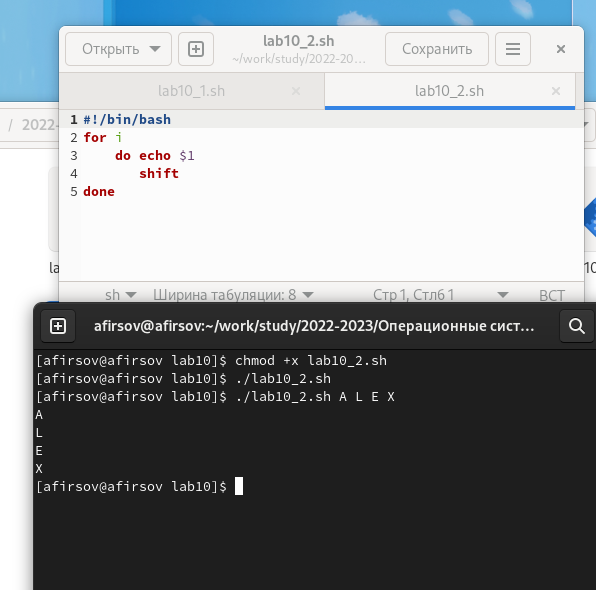 Открыть
lab10_2.sh
~/work/study/2022-20...
Сохранить
lab10_1.sh ×
lab10_2.sh ×
/ 2022-
1 #!/bin/bash
2 for i
3 do echo $1
4 shift
5 done
la
10
sh
Ширина табуляции: 8
Стр 1, Стлб 1
ВСТ
afirsov@afirsov:~/work/study/2022-2023/Операционные сист...
[afirsov@afirsov lab10]$ chmod +x lab10_2.sh
[afirsov@afirsov lab10]$ ./lab10_2.sh
[afirsov@afirsov lab10]$ ./lab10_2.sh A L E X
A
L
E
X
[afirsov@afirsov lab10]$